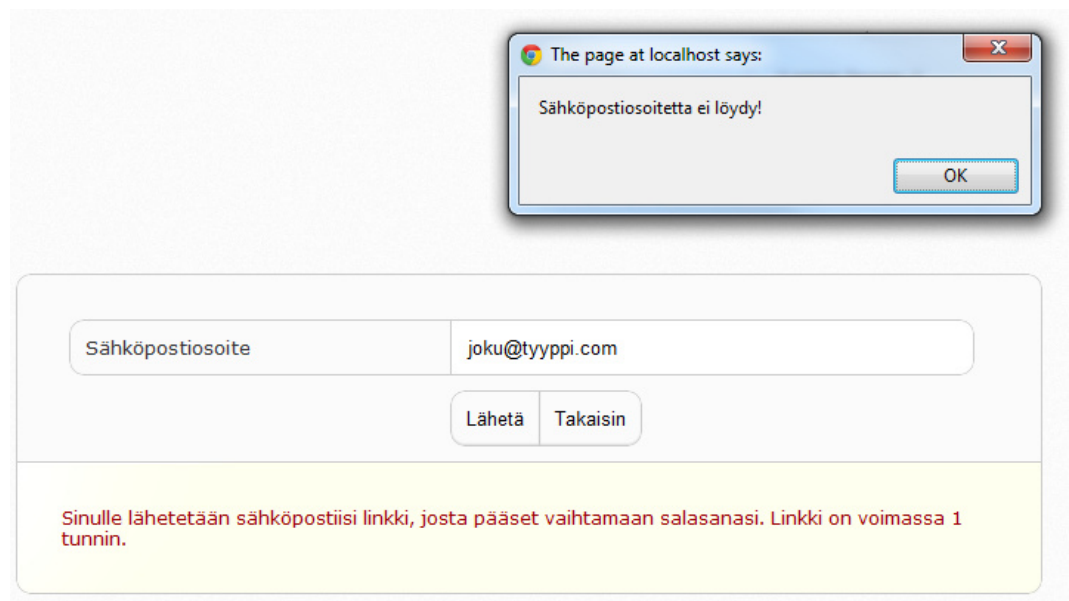 The page at localhost says:
Sähköpostiosoitetta ei löydy!
OK
Sähköpostiosoite
joku@tyyppi.com
Lähetä
Takaisin
Sinulle lähetetään sähköpostiisi linkki, josta pääset vaihtamaan salasanasi. Linkki on voimassa 1
tunnin.